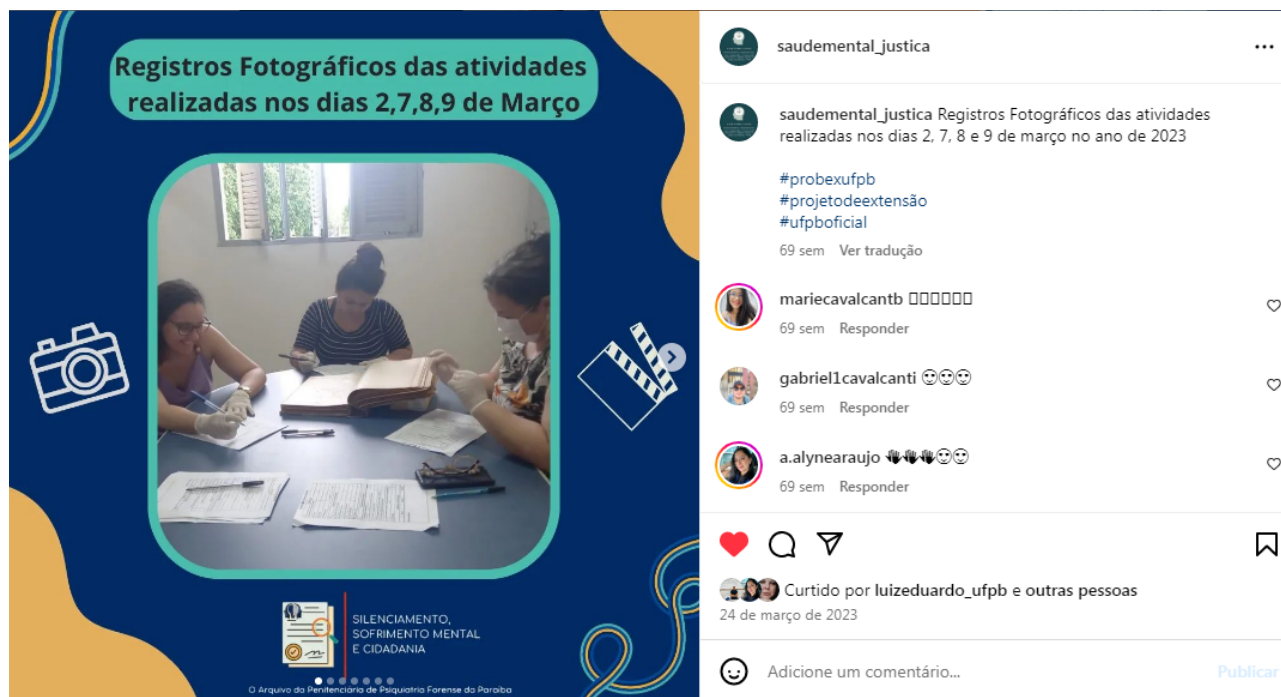 Registros Fotográficos das atividades
realizadas nos dias 2,7,8,9 de Março
SILENCIAMENTO,
SOFRIMENTO MENTAL
E CIDADANIA
O Arquivo da Penitenciária de Psiquiatria Forense da Paraíba
saudemental_justica
saudemental_justica Registros Fotográficos das atividades
realizadas nos dias 2, 7, 8 e 9 de março no ano de 2023
#probexufpb
#projetodeextensão
#ufpboficial
69 sem Ver tradução
mariecavalcantb
69 sem Responder
gabriel1cavalcanti 🙂🙂🙂
69 sem Responder
a.alynearaujo 👋👋👋🙂🙂
69 sem Responder
Curtido por luizeduardo_ufpb e outras pessoas
24 de março de 2023
Adicione um comentário...
Publicar